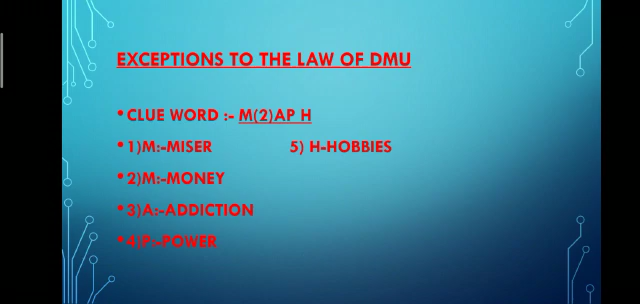 EXCEPTIONS TO THE LAW OF DMU
• CLUE WORD :- M(2)AP H
• 1)M:-MISER 5) H-HOBBIES
• 2)M:-MONEY
• 3)A:-ADDICTION
• 4)P:-POWER